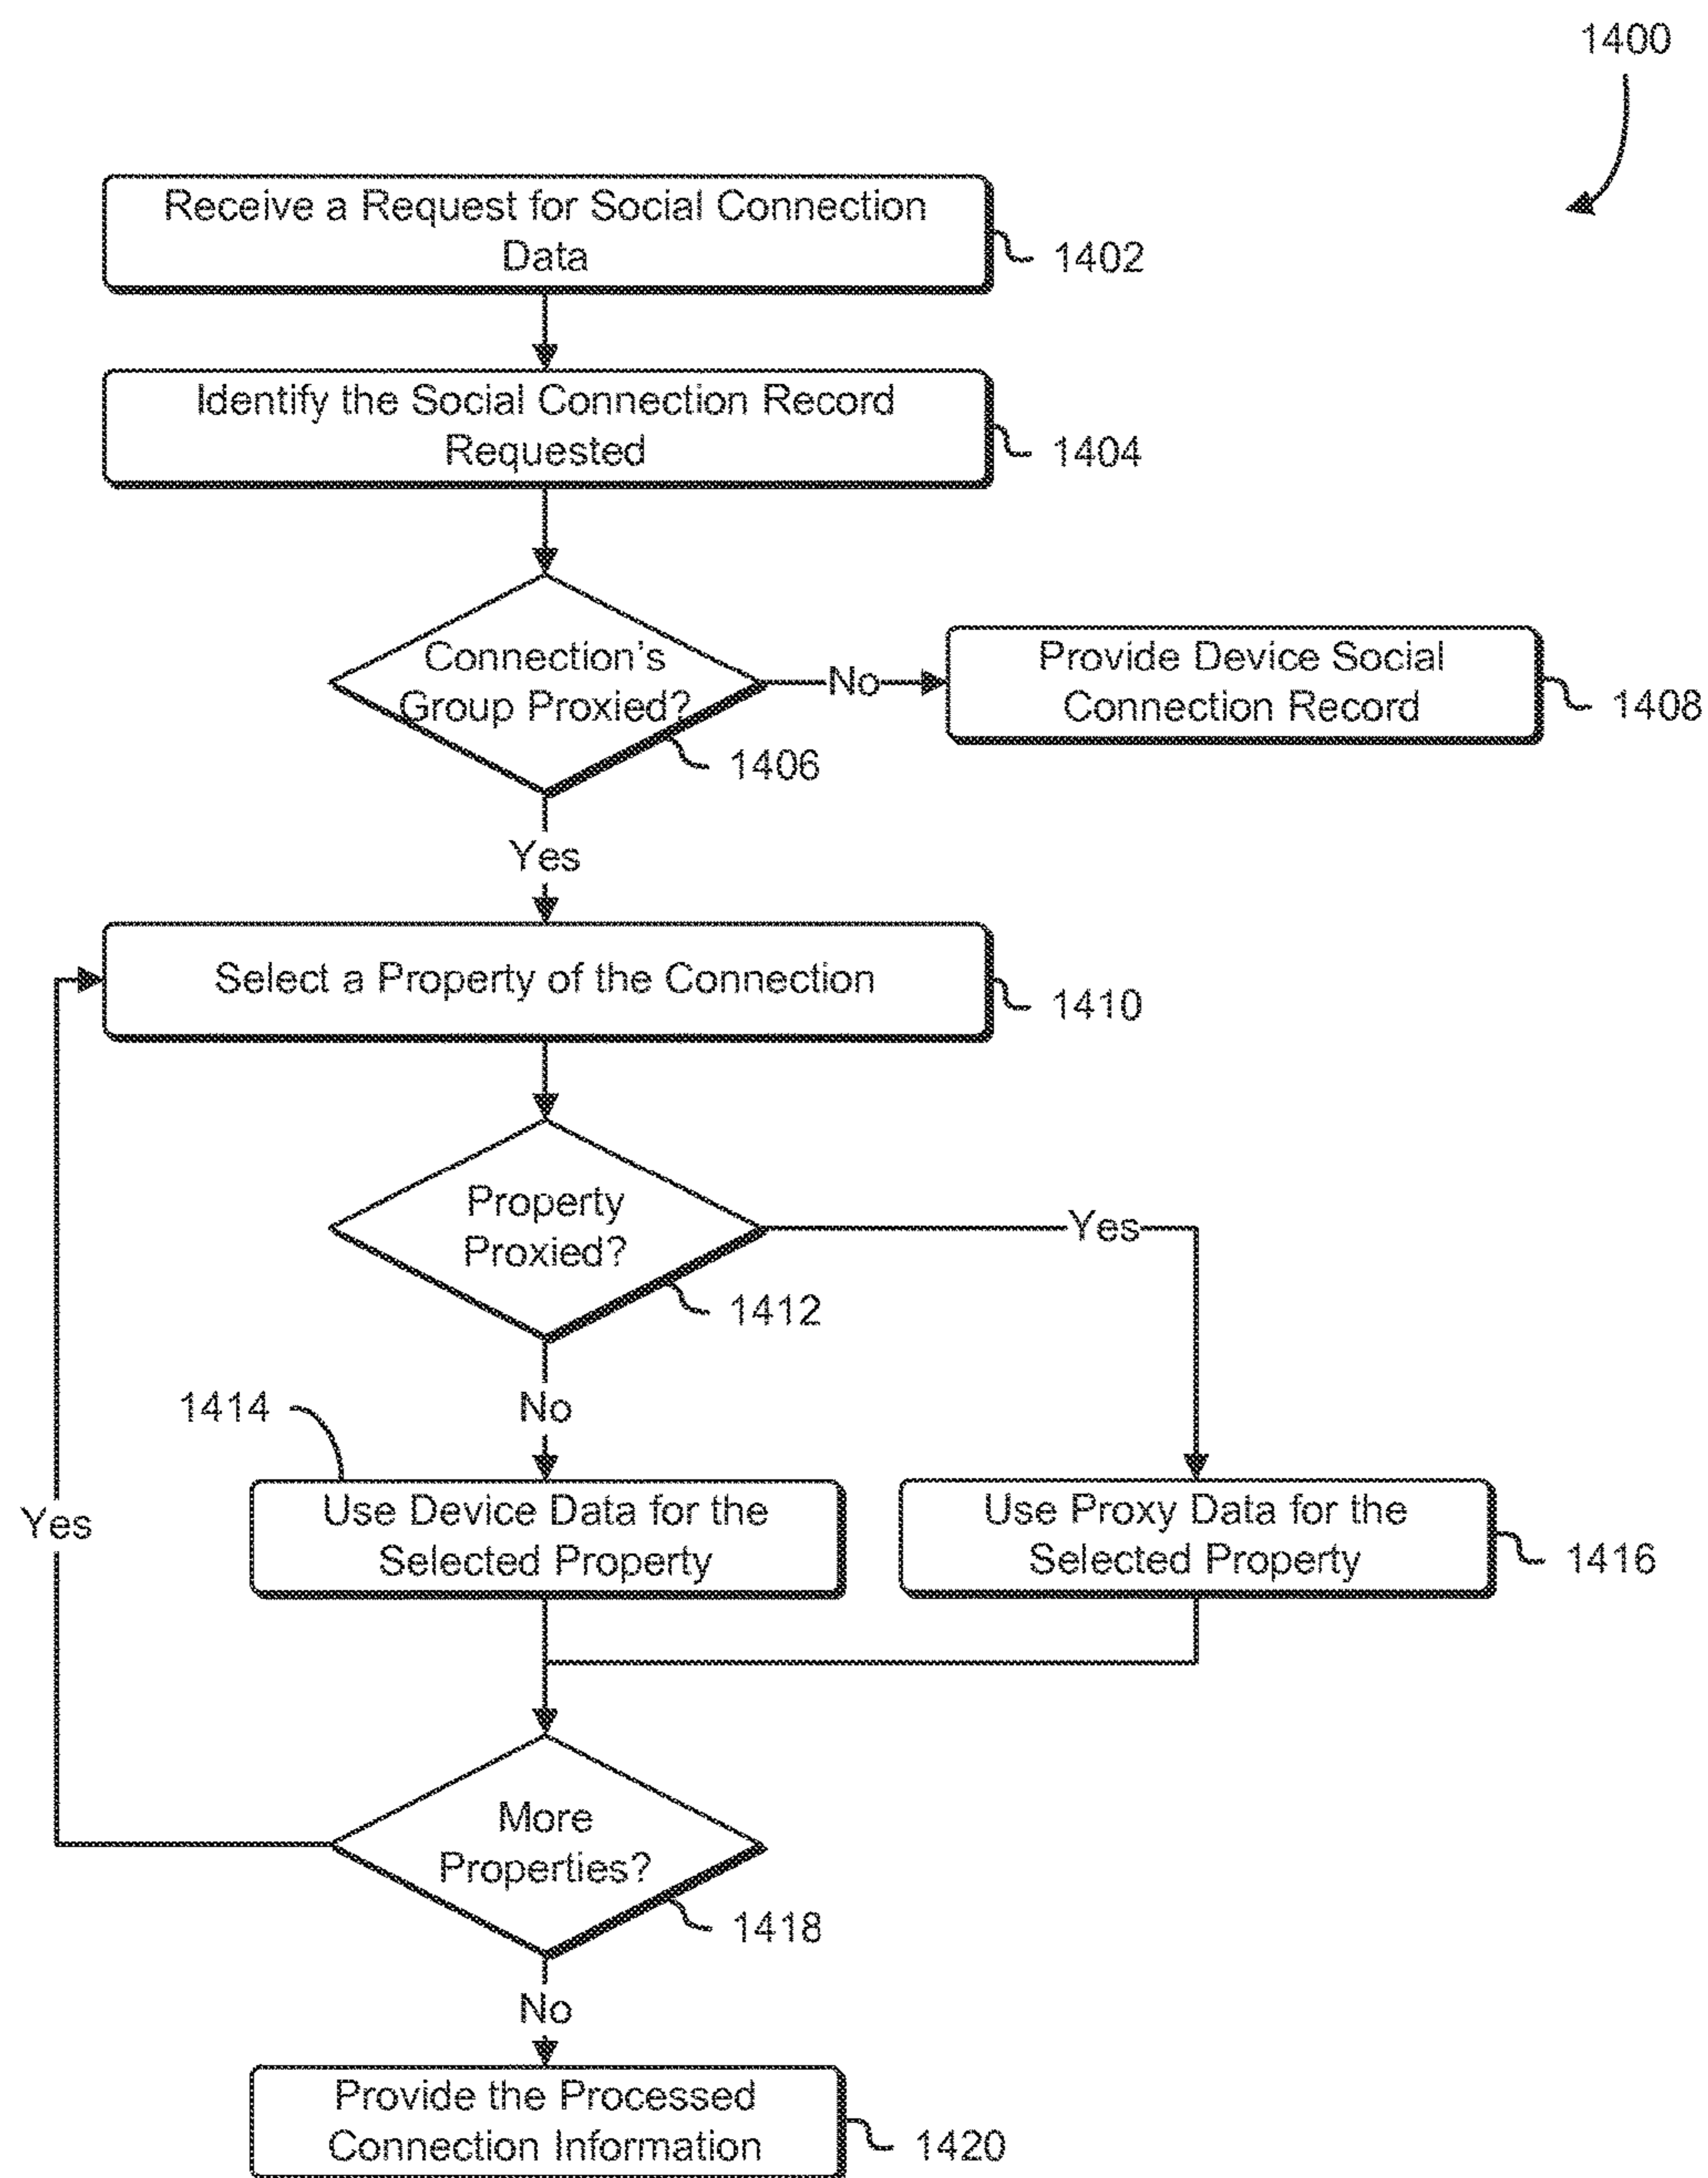 1400
Receive a Request for Social Connection
Data
1402
Identify the Social Connection Record
Requested
1404
Connection's
Group Proxied?
No
Provide Device Social
Connection Record
1408
1406
Yes
Select a Property of the Connection
1410
Property
Proxied?
Yes
1412
1414
No
Use Device Data for the
Selected Property
Use Proxy Data for the
Selected Property
1416
Yes
More
Properties?
1418
No
Provide the Processed
Connection Information
1420